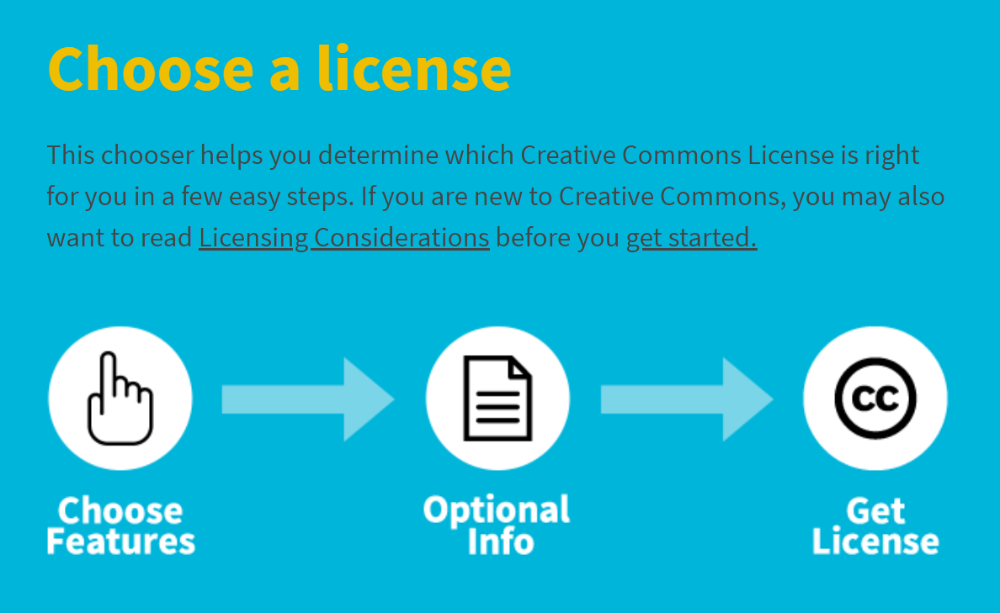 Choose a license
This chooser helps you determine which Creative Commons License is right
for you in a few easy steps. If you are new to Creative Commons, you may also
want to read Licensing Considerations before you get started.
cc
Choose
Features
Optional
Info
Get
License